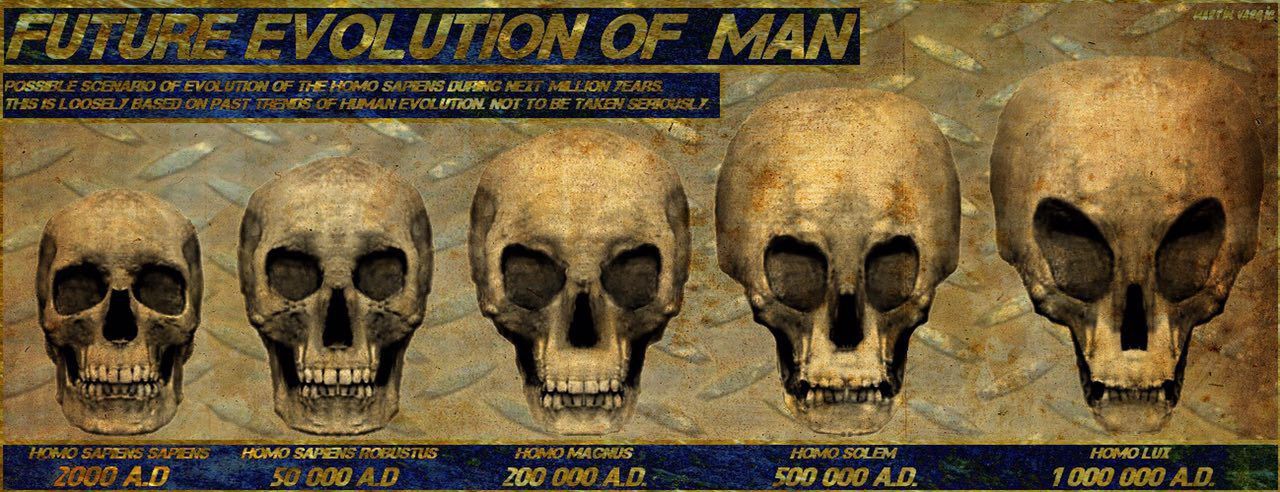 FUTURE EVOLUTION OF MAN
MARTIN VARGIC
POSSIBLE SCENARIO OF EVOLUTION OF THE HOMO SAPIENS DURING NEXT MILLION YEARS.
THIS IS LOOSELY BASED ON PAST TRENDS OF HUMAN EVOLUTION. NOT TO BE TAKEN SERIOUSLY.
HOMO SAPIENS SAPIENS
2000 A.D
HOMO SAPIENS ROBUSTUS
50 000 A.D
HOMO MAGNUS
200 000 A.D.
HOMO SOLEM
500 000 A.D.
HOMO LUX
1 000 000 A.D.